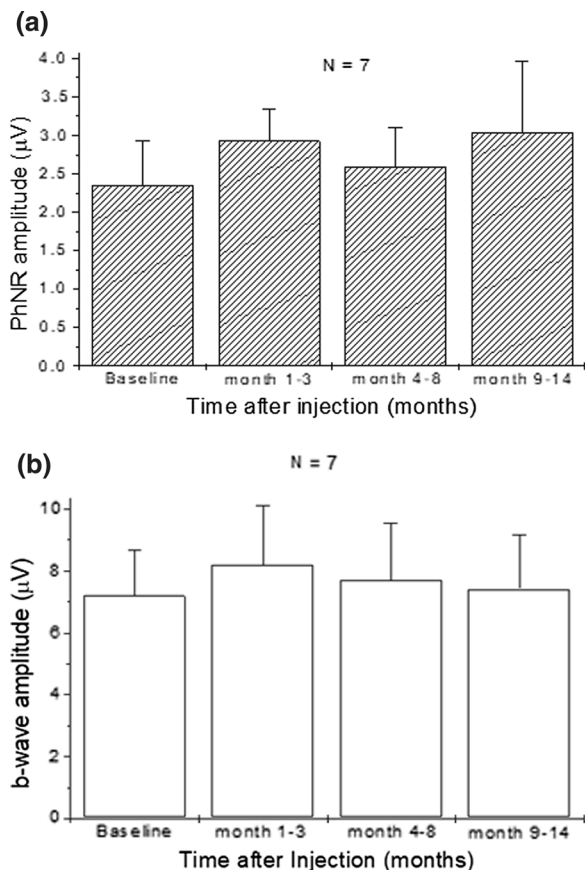 (a)
N = 7
PhNR amplitude (μV)
4.0
3.5
3.0
2.5
2.0
1.5
1.0
0.5
0.0
Baseline month 1-3 month 4-8 month 9-14
Time after injection (months)
(b)
N = 7
b-wave amplitude (μV)
10
8
6
4
2
0
Baseline month 1-3 month 4-8 month 9-14
Time after Injection (months)